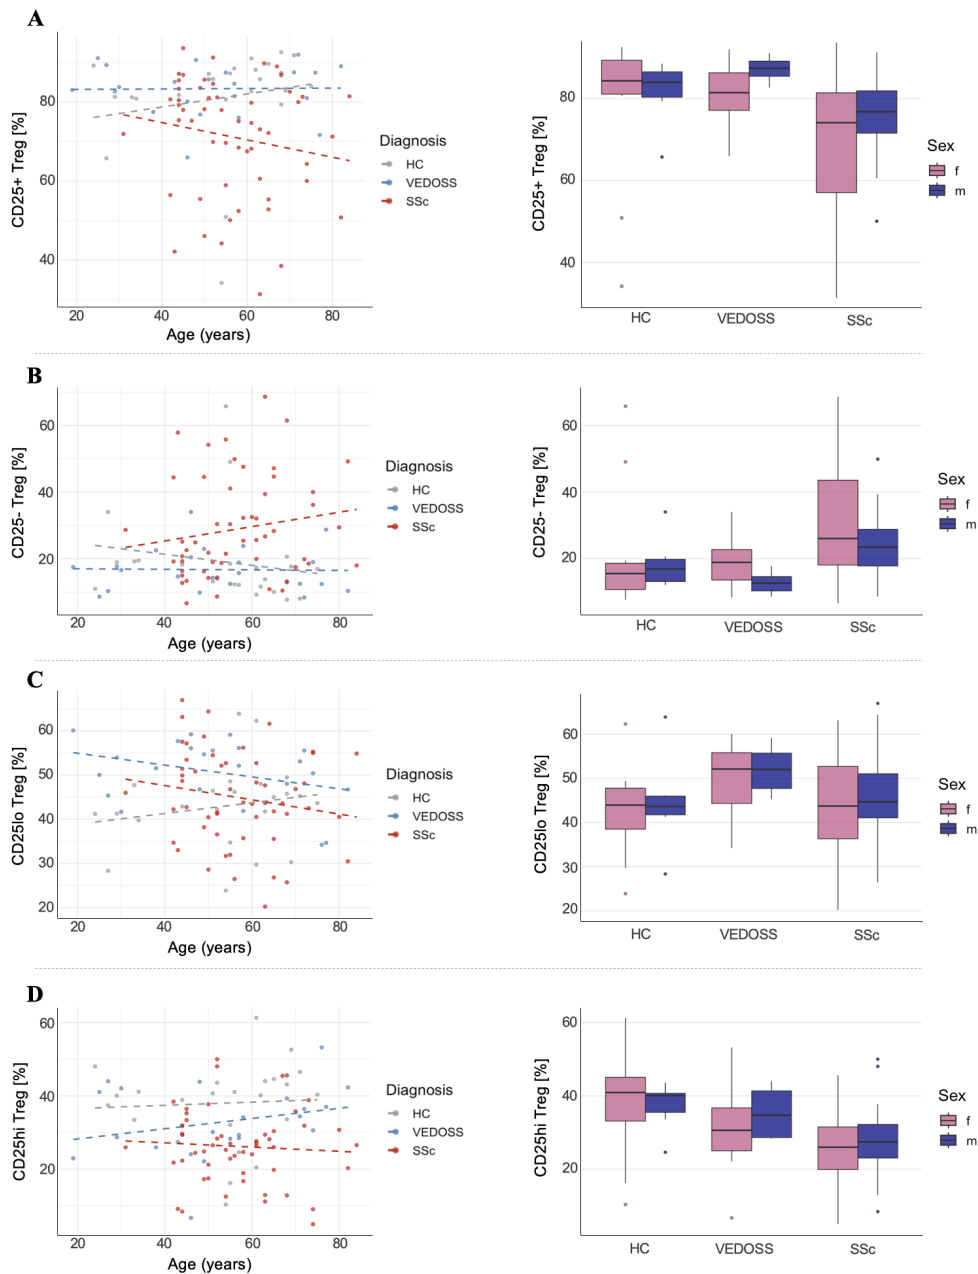 A
CD25+ Treg [%]
80
60
40
20
40
60
80
Age (years)
Diagnosis
HC
VEDOSS
SSc
CD25+ Treg [%]
80
60
40
HC
VEDOSS
SSc
Sex
f
m
B
CD25- Treg [%]
60
40
20
20
40
60
80
Age (years)
Diagnosis
HC
VEDOSS
SSc
CD25- Treg [%]
60
40
20
HC
VEDOSS
SSc
Sex
f
m
C
CD25lo Treg [%]
60
50
40
30
20
20
40
60
80
Age (years)
Diagnosis
HC
VEDOSS
SSc
CD25lo Treg [%]
60
50
40
30
20
HC
VEDOSS
SSc
Sex
f
m
D
CD25hi Treg [%]
60
40
20
20
40
60
80
Age (years)
Diagnosis
HC
VEDOSS
SSc
CD25hi Treg [%]
60
40
20
HC
VEDOSS
SSc
Sex
f
m